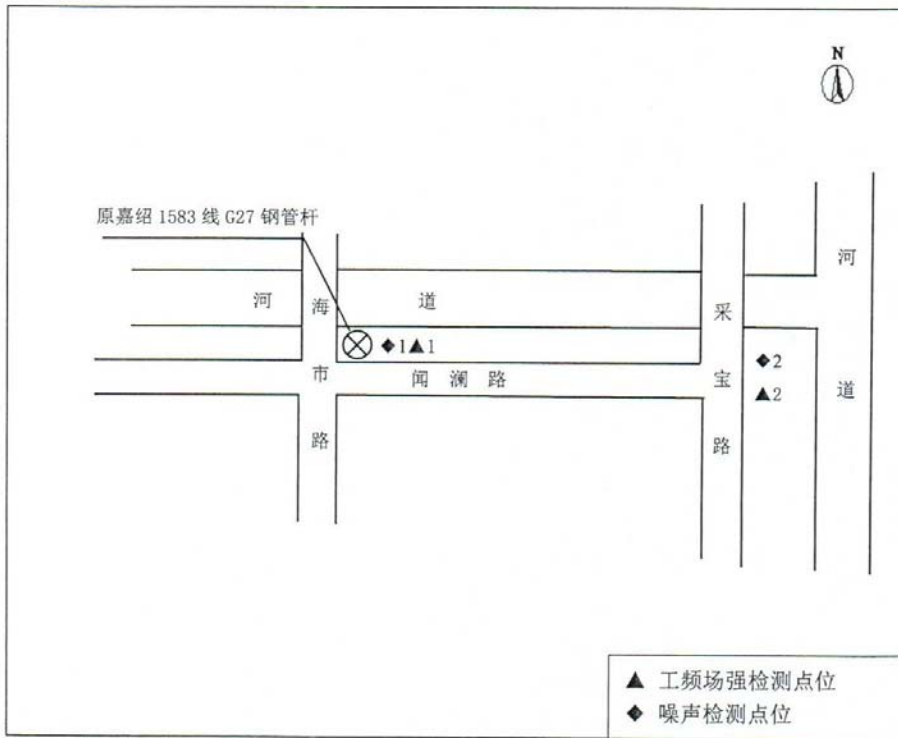 N
原嘉绍 1583 线 G27 钢管杆
河 道
海市路
采宝路
河道
◆1▲1
闻 澜 路
◆2
▲2
▲ 工频场强检测点位
◆ 噪声检测点位